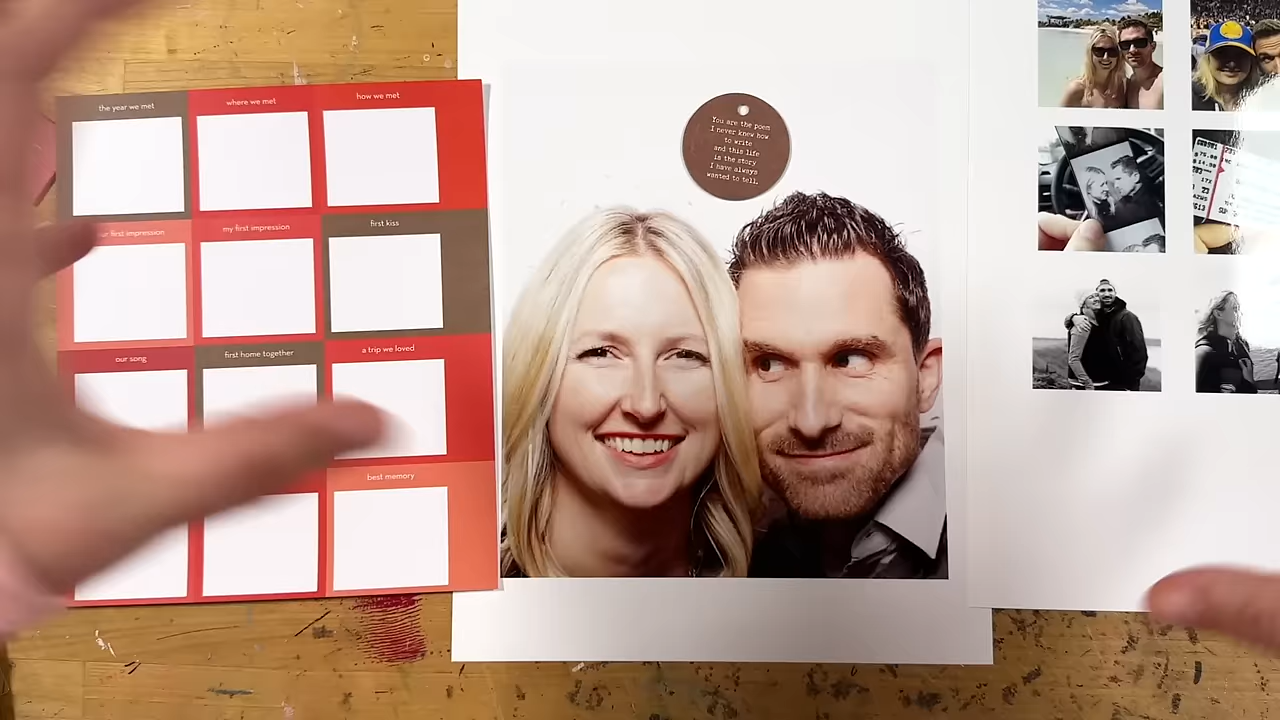 the year we met
where we met
how we met
first impression
my first impression
first kiss
our song
first home together
a trip we loved
best memory
You are the poem
I never knew how
to write
and this life
is the story
I have always
wanted to tell.